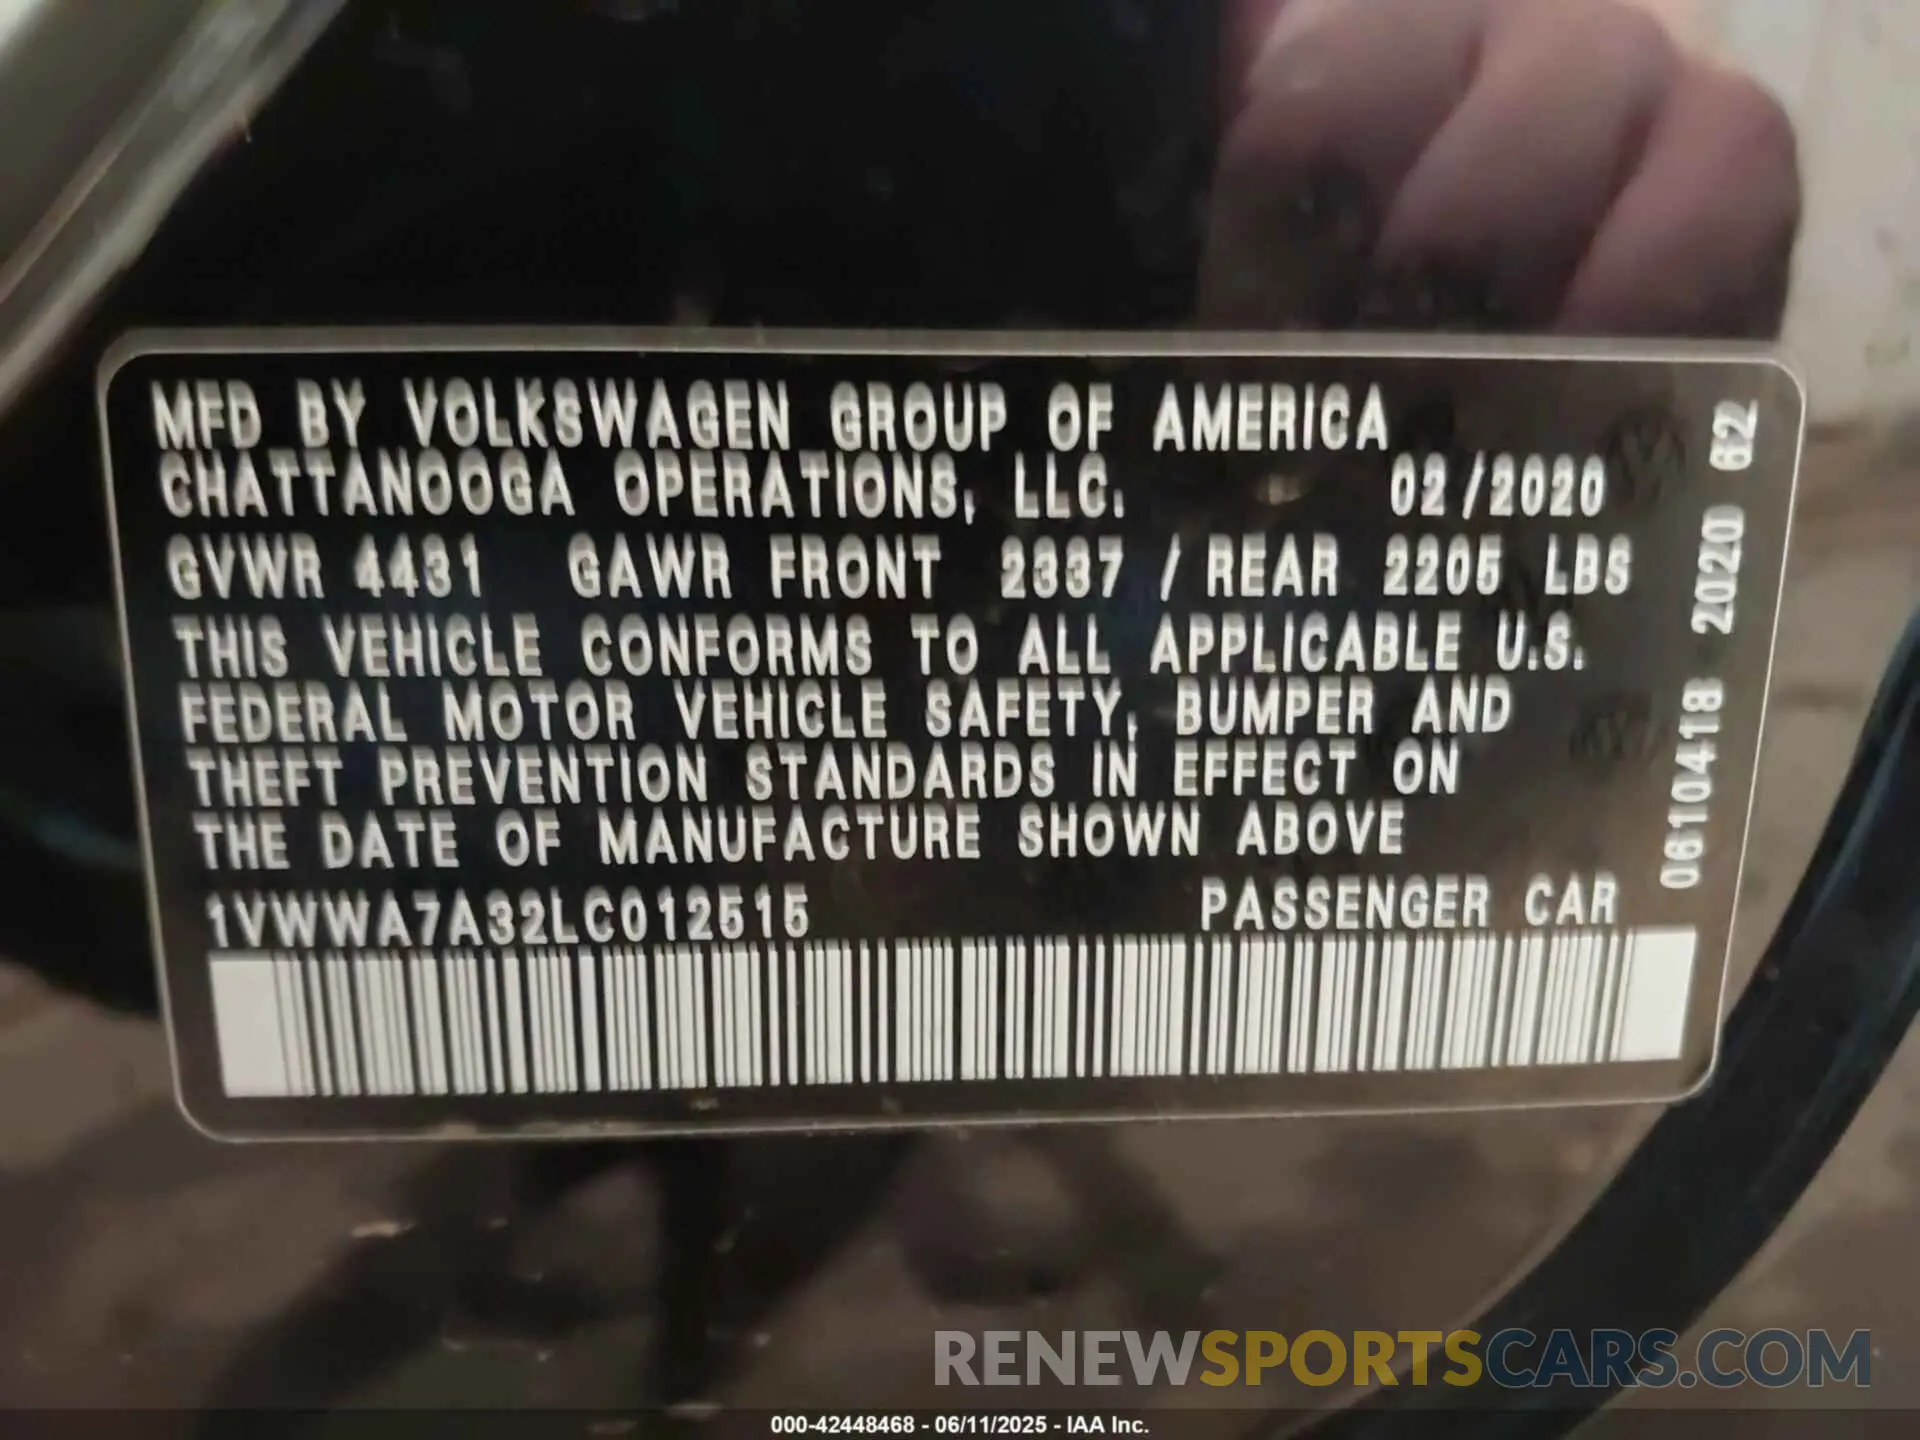 MFD BY VOLKSWAGEN GROUP OF AMERICA
CHATTANOOGA OPERATIONS, LLC. 02/2020
GVWR 4431 GAWR FRONT 2337 / REAR 2205 LBS
THIS VEHICLE CONFORMS TO ALL APPLICABLE U.S.
FEDERAL MOTOR VEHICLE SAFETY, BUMPER AND
THEFT PREVENTION STANDARDS IN EFFECT ON
THE DATE OF MANUFACTURE SHOWN ABOVE
1VWWA7A32LC012515 PASSENGER CAR
0610418 2020 62
RENEWSPORTSCARS.COM
000-42448468 - 06/11/2025 - IAA Inc.